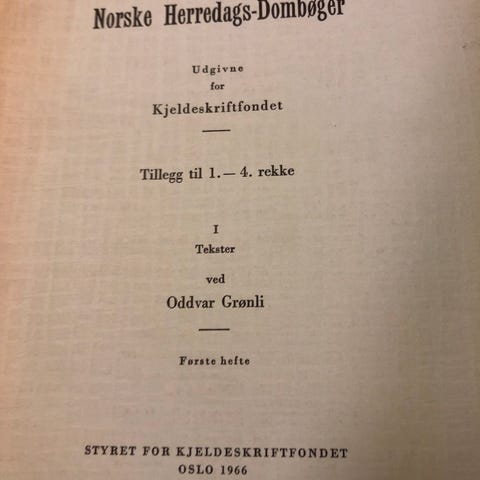 Norske Herredags-Dombøger
Udgivne
for
Kjeldeskriftfondet
Tillegg til 1.— 4. rekke
I
Tekster
ved
Oddvar Grønli
Første hefte
STYRET FOR KJELDESKRIFTFONDET
OSLO 1966